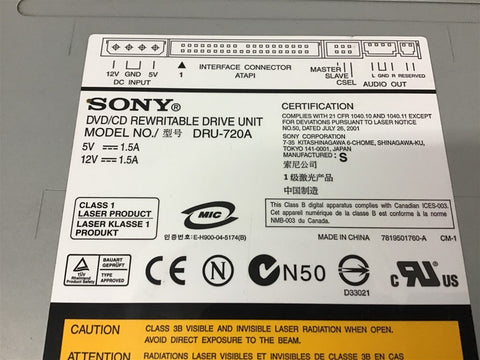 12V GND 5V
DC INPUT
1
INTERFACE CONNECTOR
ATAPI
MASTER
SLAVE
CSEL
L G R RESERVED
AUDIO OUT
SONY®
DVD/CD REWRITABLE DRIVE UNIT
MODEL NO./ 型号 DRU-720A
5V 1.5A
12V 1.5A
CERTIFICATION
COMPLIES WITH 21 CFR 1040.10 AND 1040.11 EXCEPT
FOR DEVIATIONS PURSUANT TO LASER NOTICE
NO.50, DATED JULY 26, 2001
SONY CORPORATION
7-35 KITASHINAGAWA 6-CHOME, SHINAGAWA-KU,
TOKYO 141-0001, JAPAN
MANUFACTURED: S
索尼公司
1级激光产品
中国制造
CLASS 1
LASER PRODUCT
LASER KLASSE 1
PRODUKT
MIC
인증번호: E-H900-04-5174(B)
This Class B digital apparatus complies with Canadian ICES-003.
Cet appareil numérique de la classe B est conforme à la norme
NMB-003 du Canada.
MADE IN CHINA 7819501760-A CM-1
BAUART
GEPRÜFT
TYPE
APPROVED
TÜV
CE
N
N50
D
D33021
c RU US
CAUTION
CLASS 3B VISIBLE AND INVISIBLE LASER RADIATION WHEN OPEN.
AVOID DIRECT EXPOSURE TO THE BEAM.
ATTENTION
RADIATIONS LASER VISIBLES ET INVISIBLES DE CLASSE 3B EN CAS